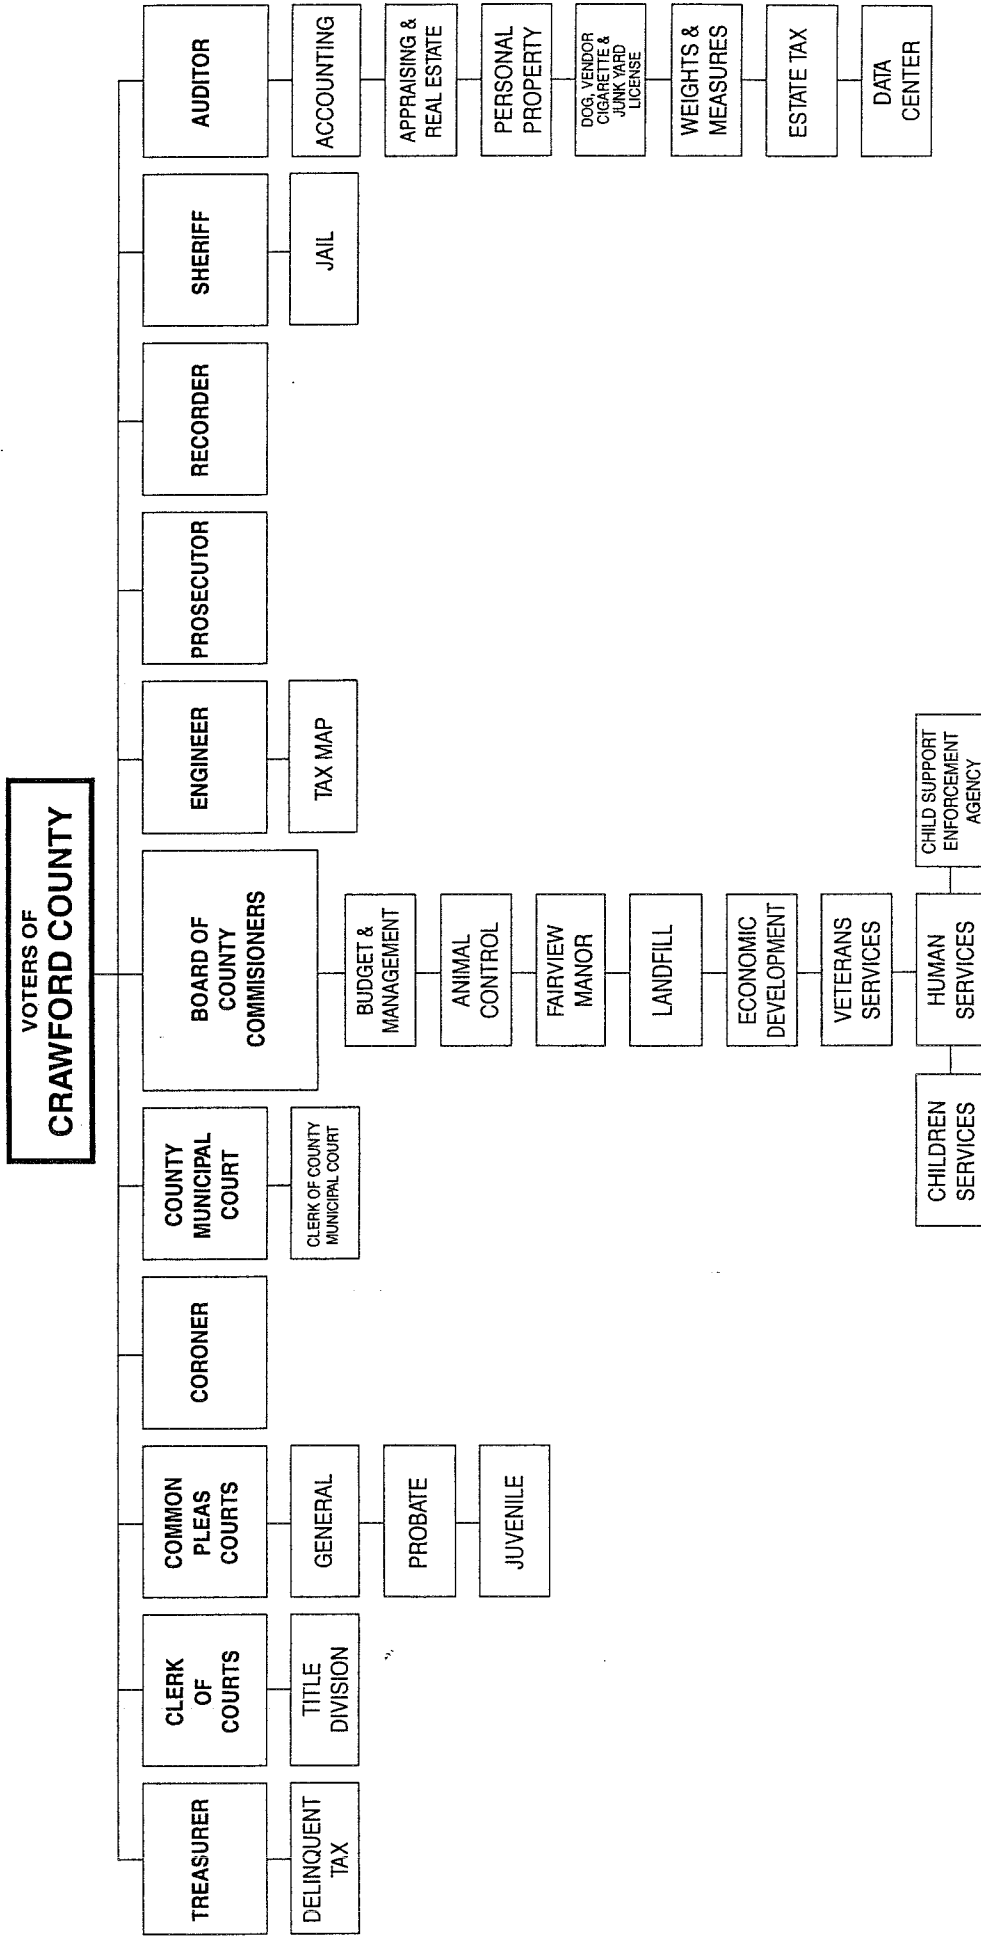 VOTERS OF
CRAWFORD COUNTY
TREASURER
DELINQUENT
TAX
CLERK
OF
COURTS
TITLE
DIVISION
COMMON
PLEAS
COURTS
GENERAL
PROBATE
JUVENILE
CORONER
COUNTY
MUNICIPAL
COURT
CLERK OF COUNTY
MUNICIPAL COURT
BOARD OF
COUNTY
COMMISIONERS
BUDGET &
MANAGEMENT
ANIMAL
CONTROL
FAIRVIEW
MANOR
LANDFILL
ECONOMIC
DEVELOPMENT
VETERANS
SERVICES
CHILDREN
SERVICES
HUMAN
SERVICES
CHILD SUPPORT
ENFORCEMENT
AGENCY
ENGINEER
TAX MAP
PROSECUTOR
RECORDER
SHERIFF
JAIL
AUDITOR
ACCOUNTING
APPRAISING &
REAL ESTATE
PERSONAL
PROPERTY
DOG, VENDOR
CIGARETTE &
JUNK YARD
LICENSE
WEIGHTS &
MEASURES
ESTATE TAX
DATA
CENTER